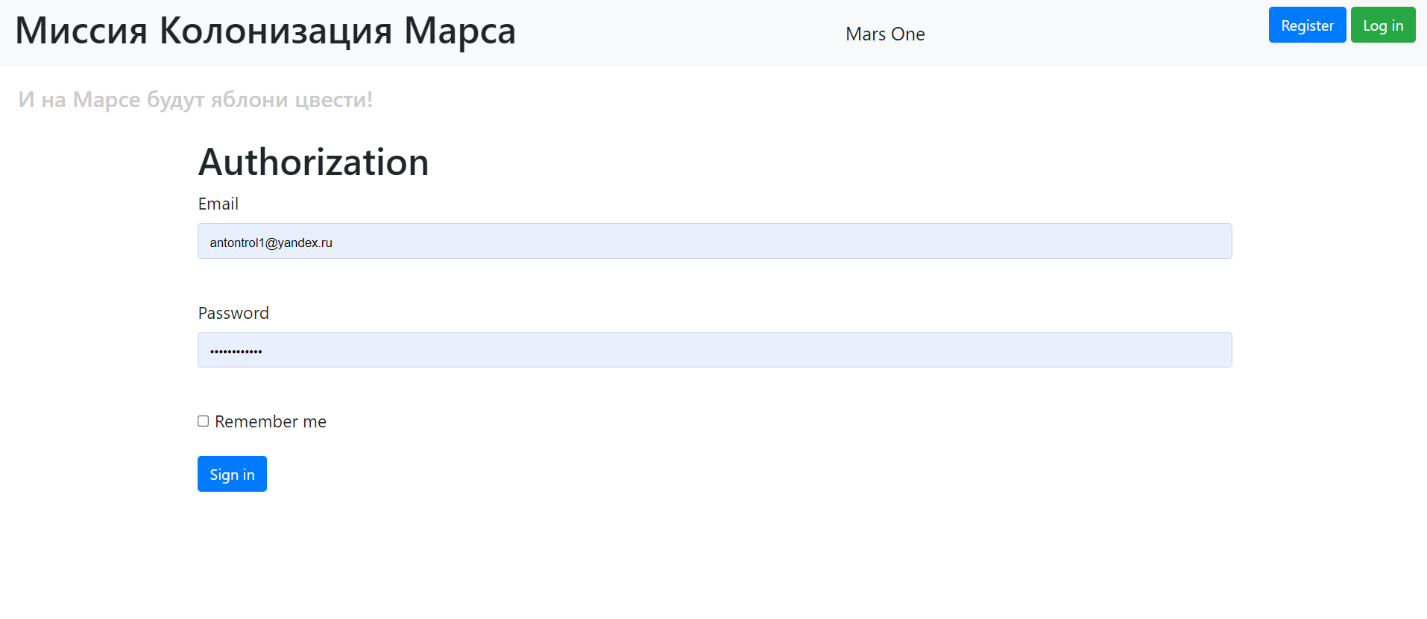 Миссия Колонизация Марса
Mars One
Register
Log in
И на Марсе будут яблони цвести!
Authorization
Email
antontrol1@yandex.ru
Password
••••••••••••
Remember me
Sign in